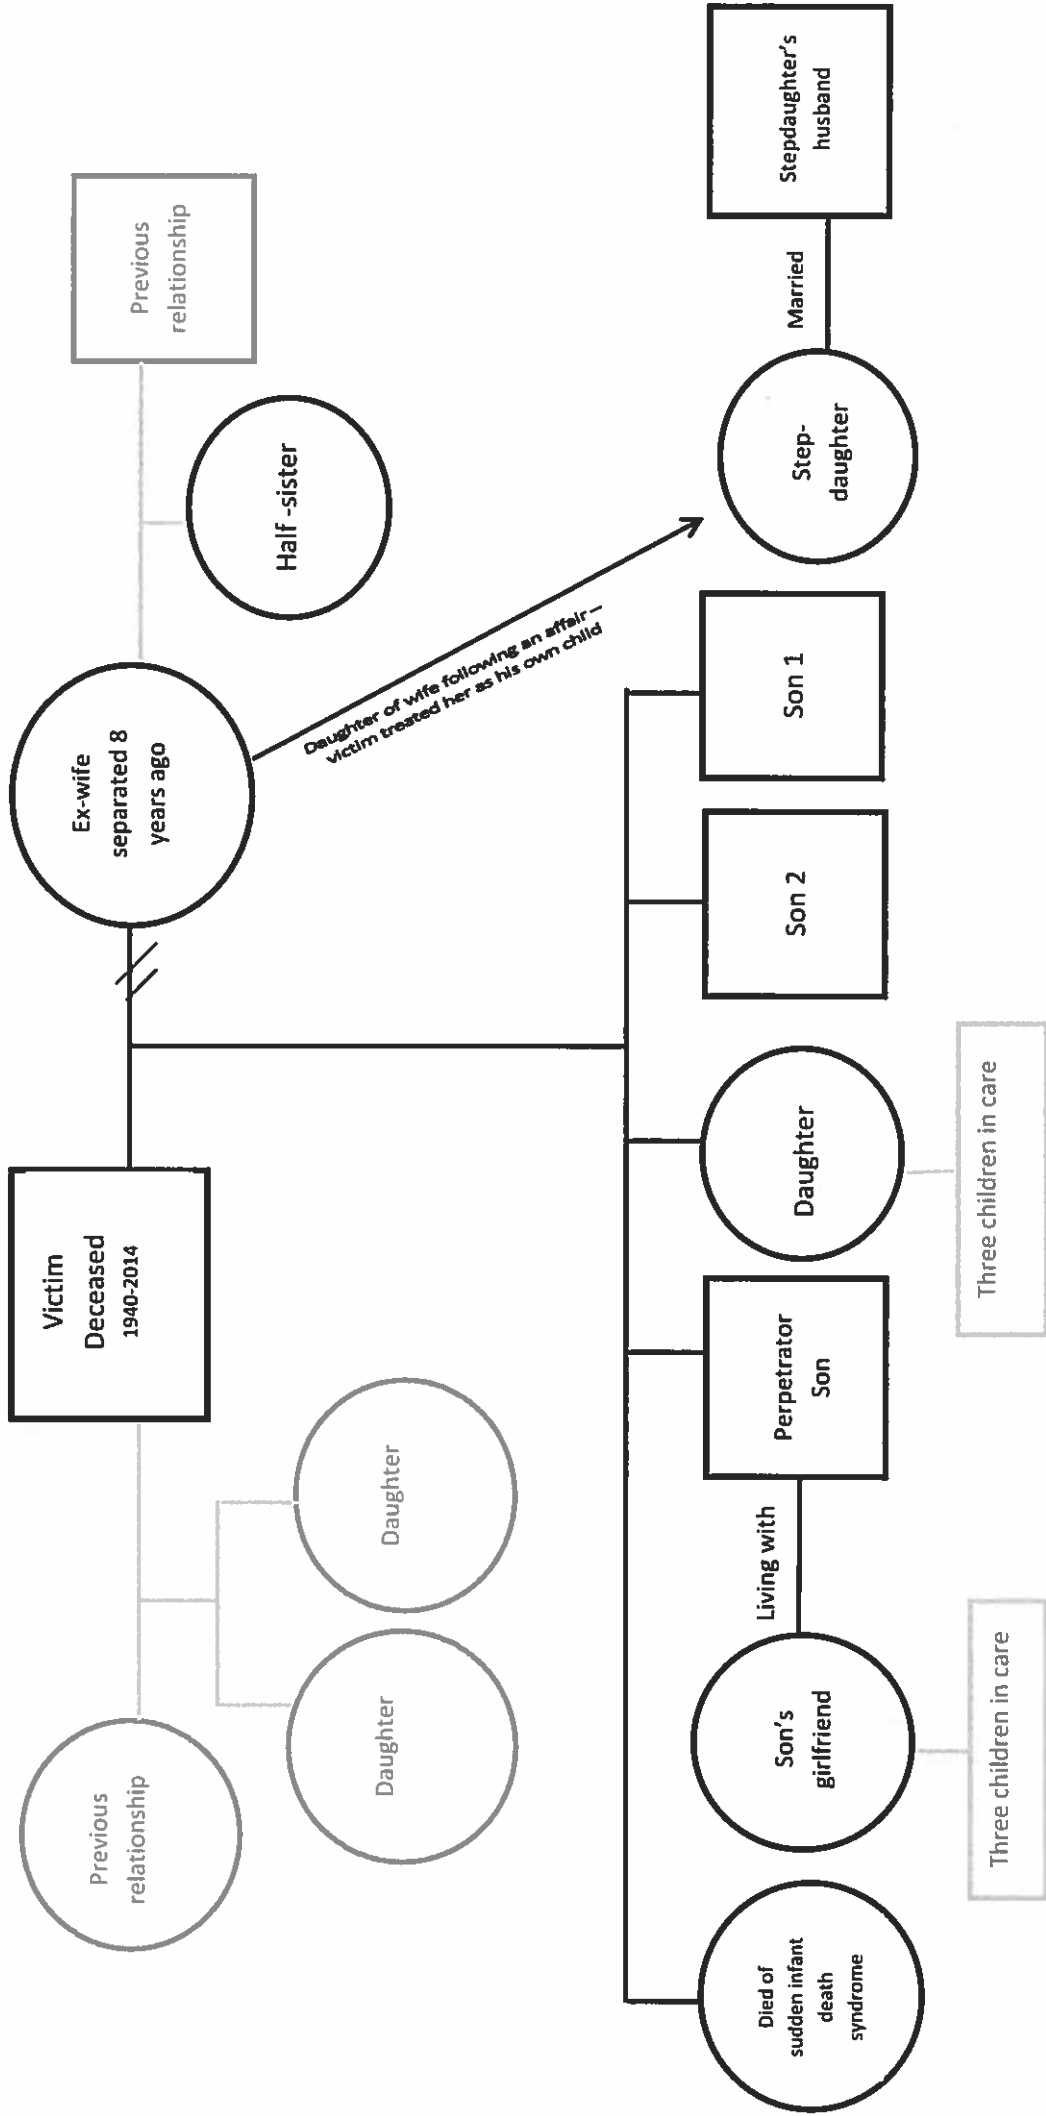 Previous
relationship
Victim
Deceased
1940-2014
Ex-wife
separated 8
years ago
Previous
relationship
Daughter
Daughter
Half -sister
Daughter of wife following an affair –
victim treated her as his own child
Died of
sudden infant
death
syndrome
Son's
girlfriend
Living with
Perpetrator
Son
Daughter
Son 2
Son 1
Step-
daughter
Married
Stepdaughter's
husband
Three children in care
Three children in care